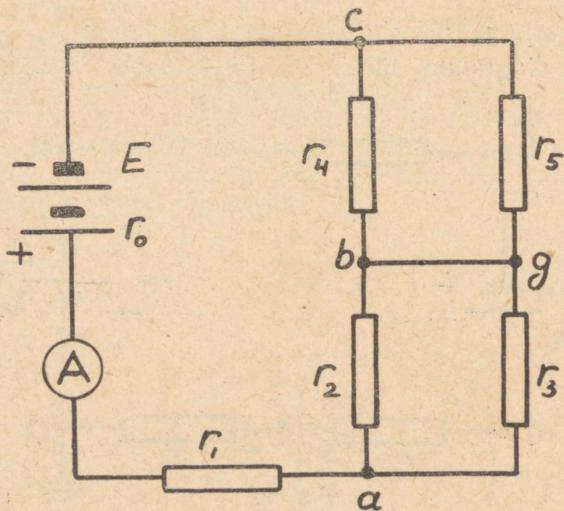 c
- E
r₄ r₅
+ r₀
b g
A
r₂ r₃
r₁
a